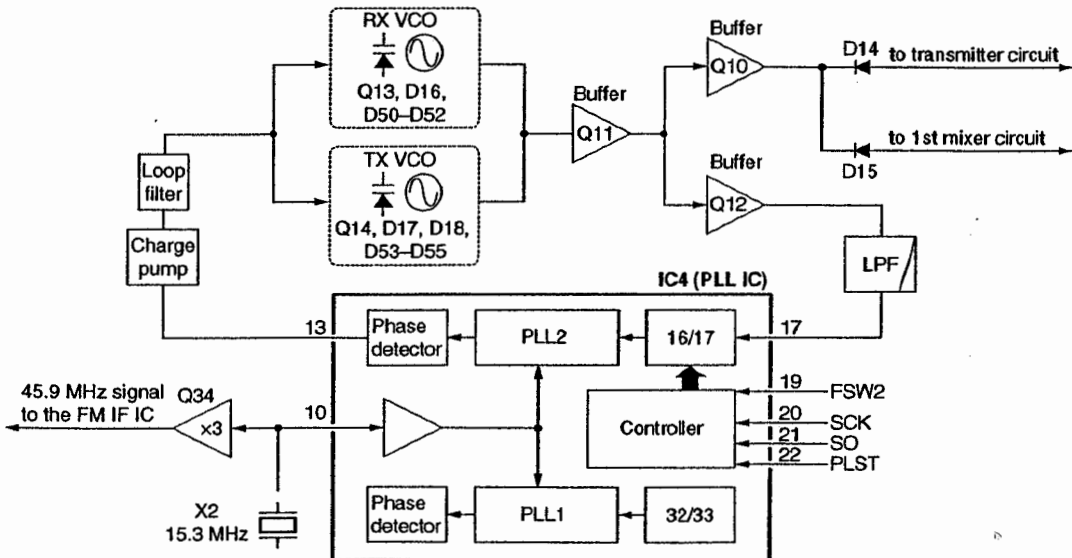 RX VCO
Q13, D16,
D50–D52
TX VCO
Q14, D17, D18,
D53–D55
Loop
filter
Charge
pump
Buffer
Q11
Buffer
Q10
Buffer
Q12
D14
to transmitter circuit
to 1st mixer circuit
D15
LPF
IC4 (PLL IC)
13
Phase
detector
PLL2
16/17
17
45.9 MHz signal
to the FM IF IC
Q34
×3
10
Controller
19
FSW2
20
SCK
21
SO
22
PLST
X2
15.3 MHz
Phase
detector
PLL1
32/33